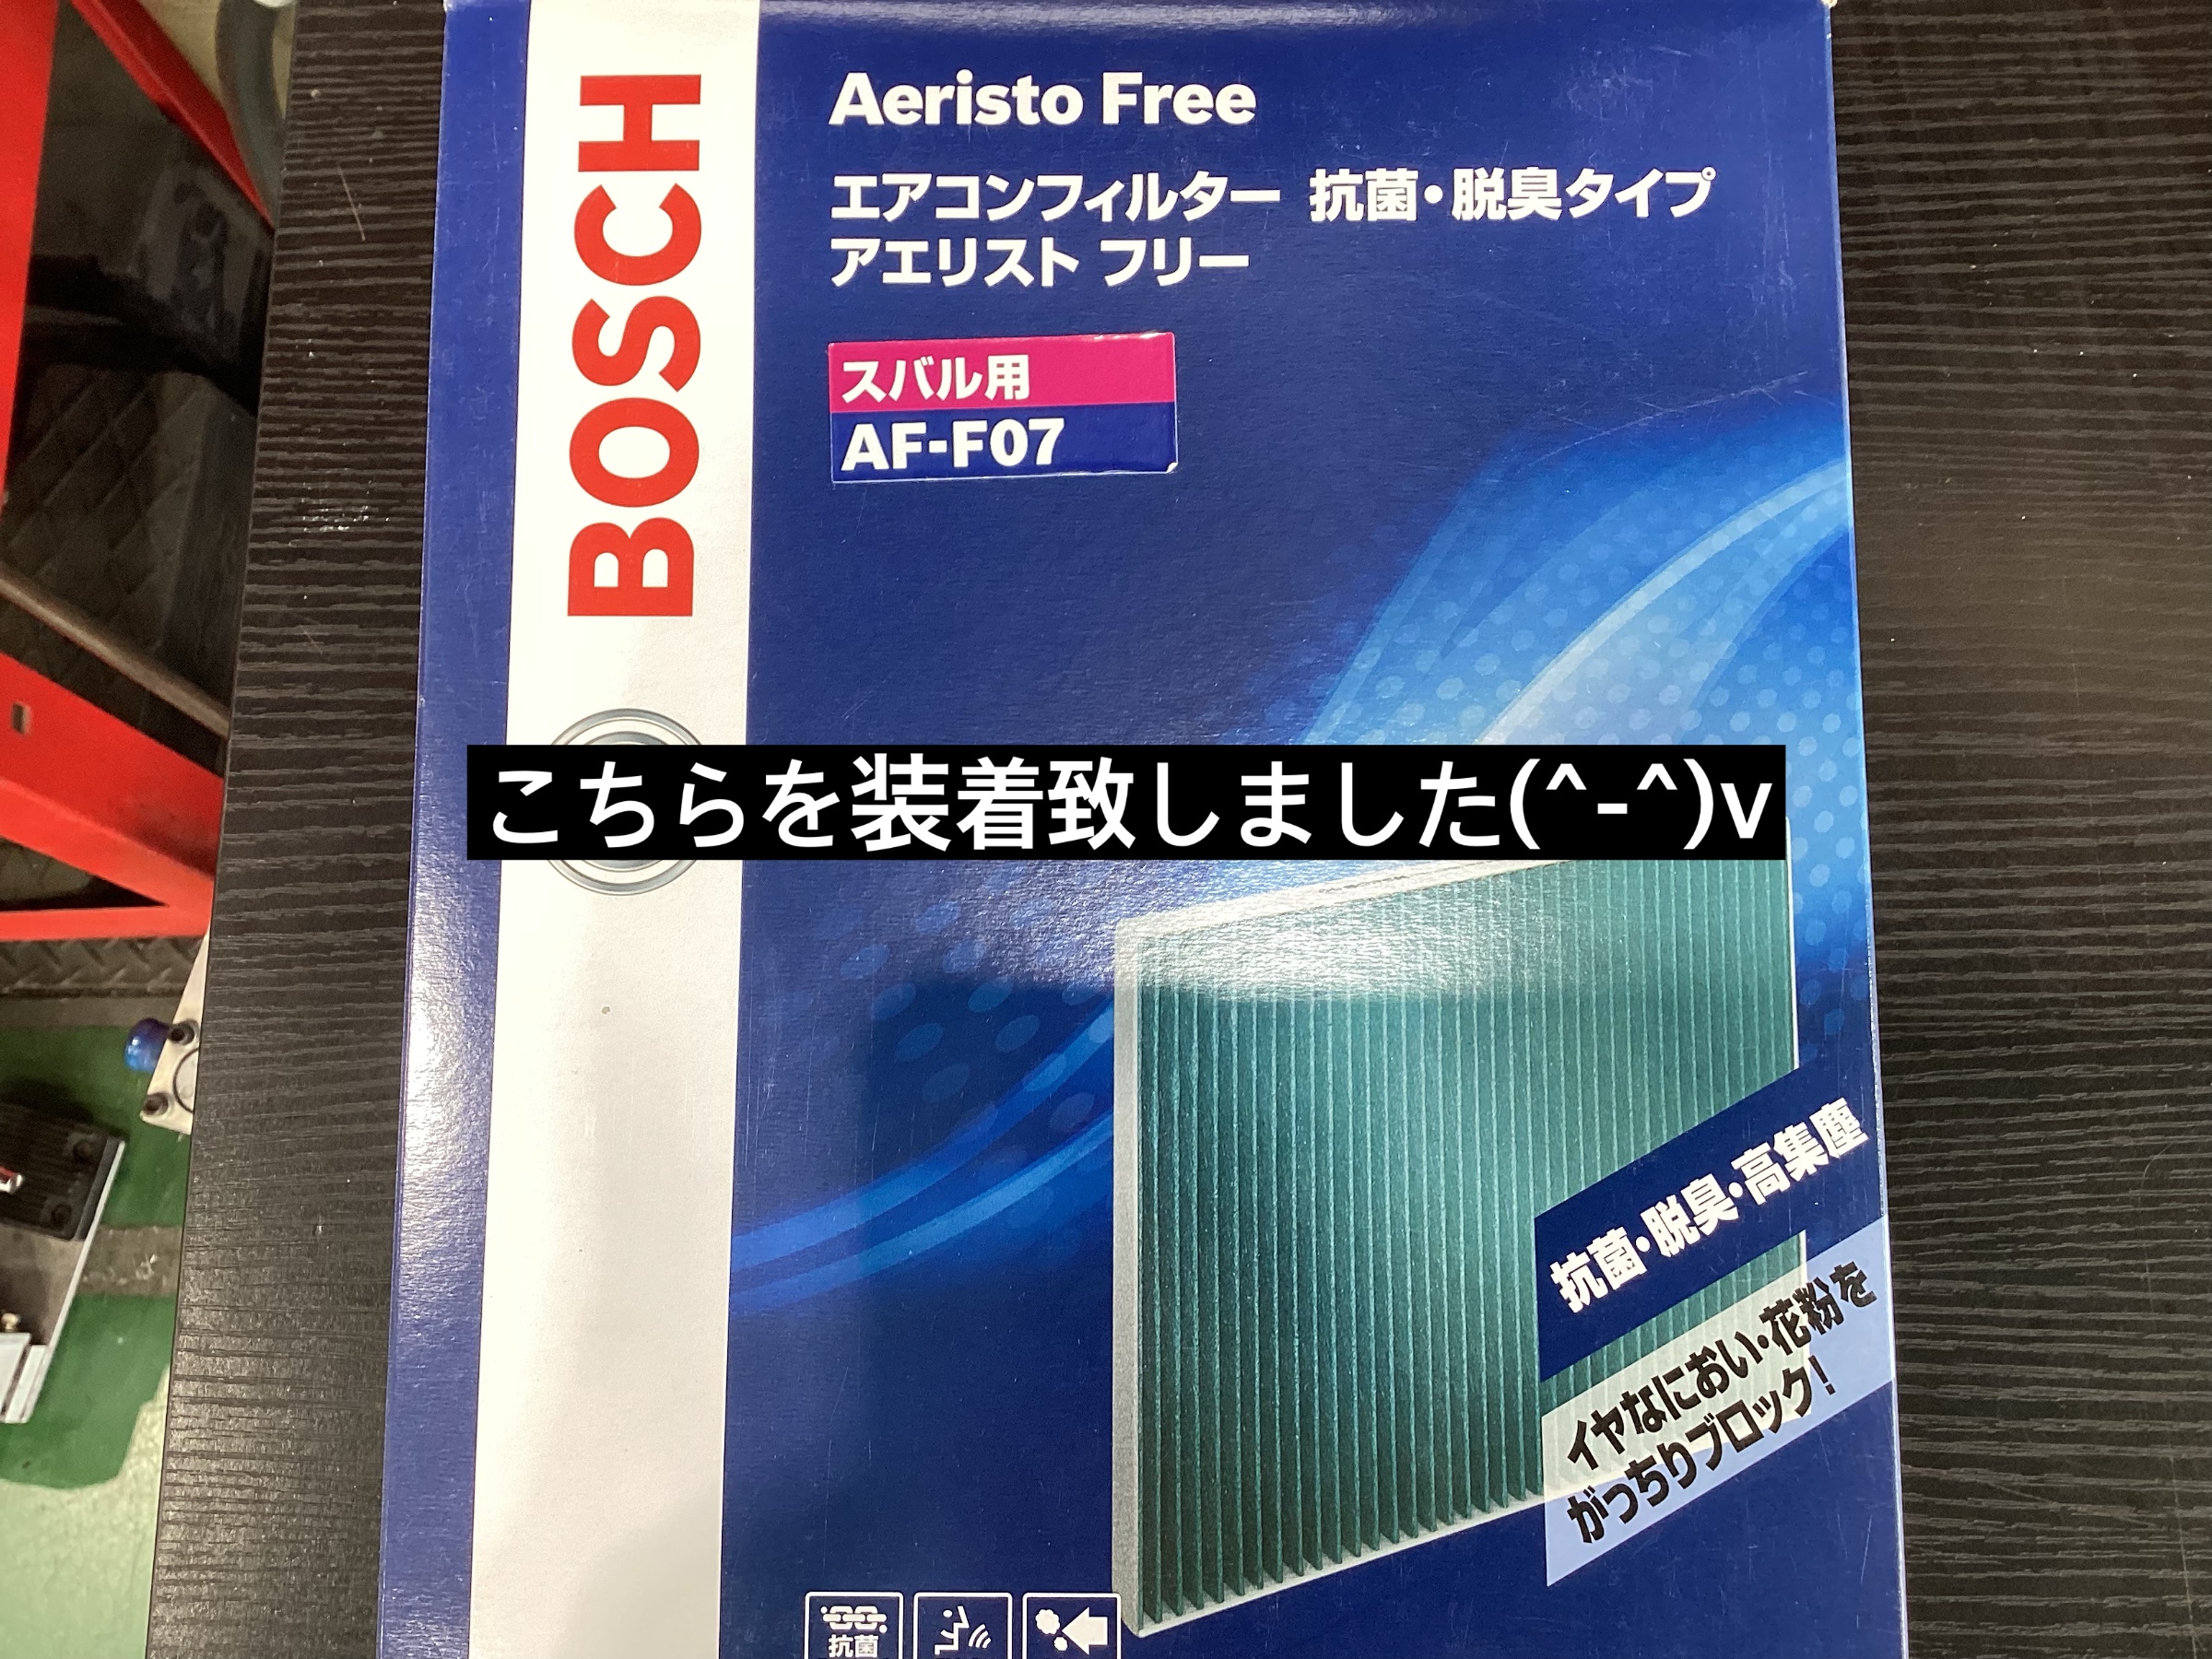 BOSCH
Aeristo Free
エアコンフィルター 抗菌・脱臭タイプ
アエリスト フリー
スバル用
AF-F07
こちらを装着致しました(^-^)v
抗菌・脱臭・高集塵
イヤなにおい・花粉を
がっちりブロック!
抗菌